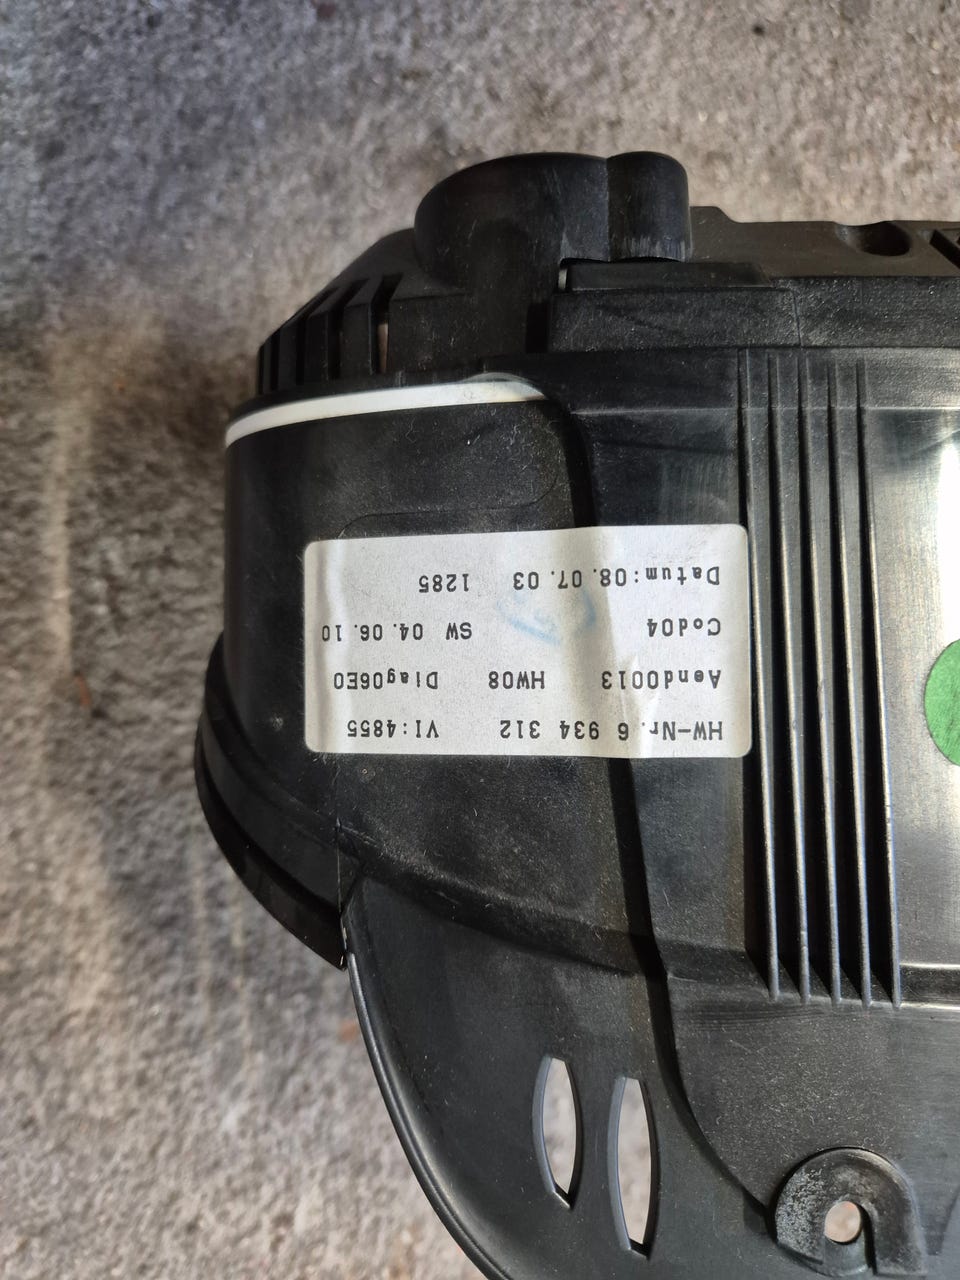 HW-Nr. 6 934 312 VI:4855
Aend0013 HW08 Diag06E0
Cod04 SW 04.06.10
Datum:08.07.03 1285